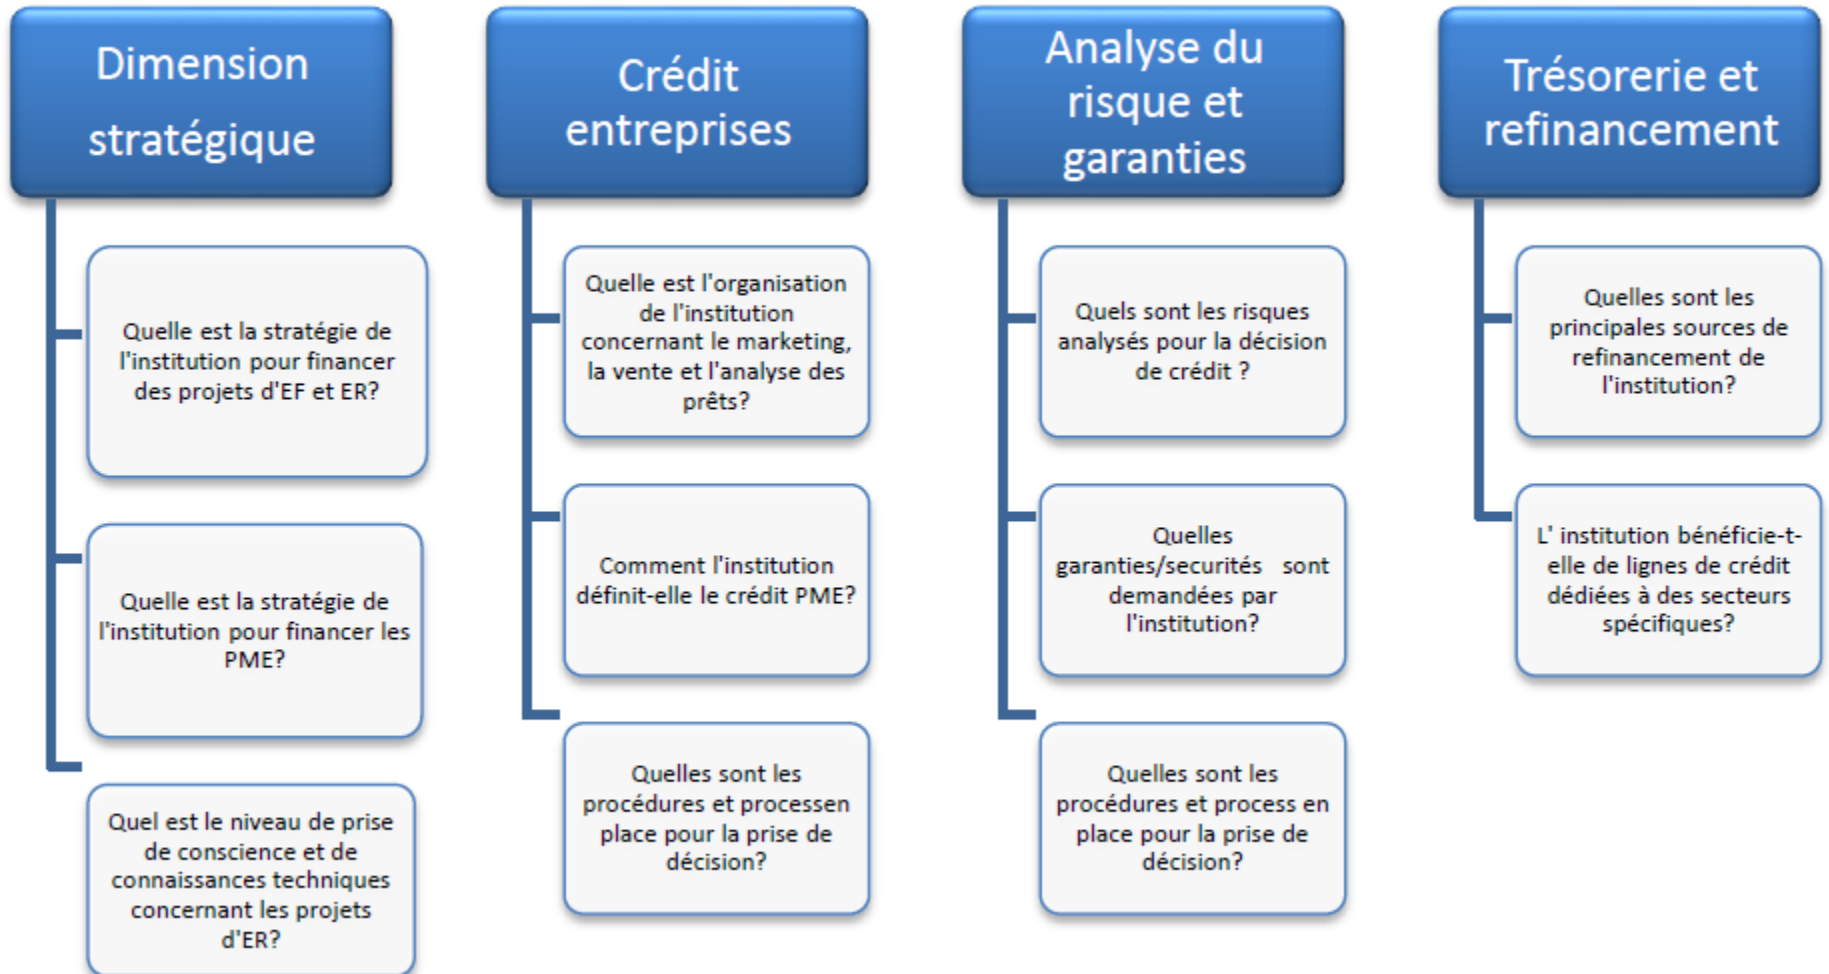 Dimension
stratégique
Quelle est la stratégie de
l'institution pour financer
des projets d'EF et ER?
Quelle est la stratégie de
l'institution pour financer les
PME?
Quel est le niveau de prise
de conscience et de
connaissances techniques
concernant les projets
d'ER?
Crédit
entreprises
Quelle est l'organisation
de l'institution
concernant le marketing,
la vente et l'analyse des
prêts?
Comment l'institution
définit-elle le crédit PME?
Quelles sont les
procédures et processen
place pour la prise de
décision?
Analyse du
risque et
garanties
Quels sont les risques
analysés pour la décision
de crédit ?
Quelles
garanties/securités sont
demandées par
l'institution?
Quelles sont les
procédures et process en
place pour la prise de
décision?
Trésorerie et
refinancement
Quelles sont les
principales sources de
refinancement de
l'institution?
L' institution bénéficie-t-
elle de lignes de crédit
dédiées à des secteurs
spécifiques?